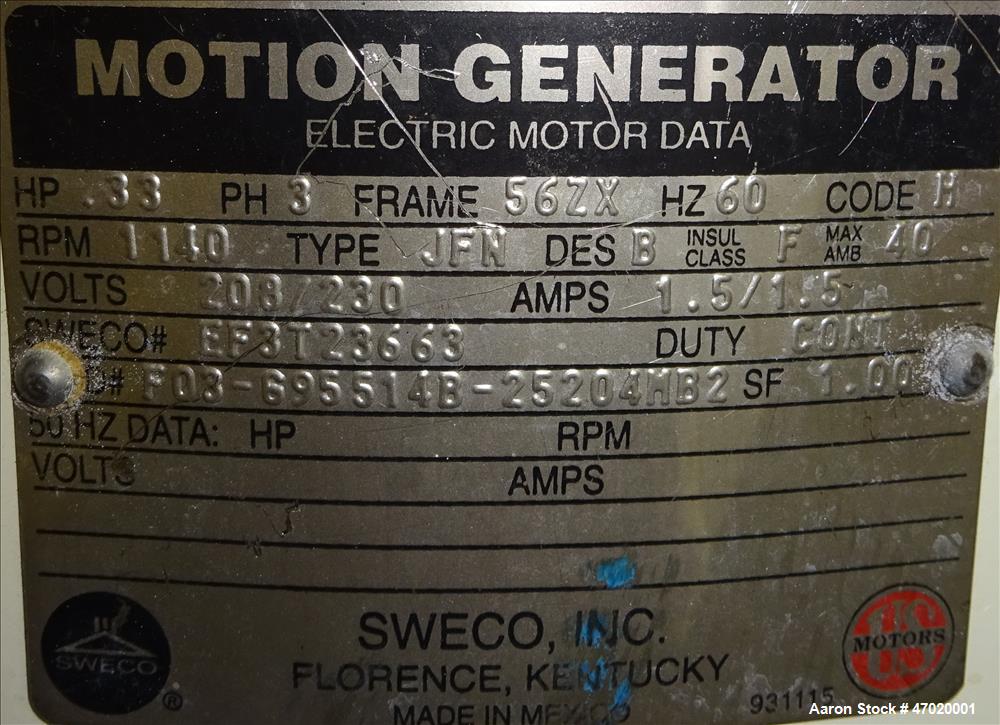 MOTION GENERATOR
ELECTRIC MOTOR DATA
HP .33 PH 3 FRAME 56ZX HZ 60 CODE H
RPM 1140 TYPE JFN DES B INSUL CLASS F MAX AMB 40
VOLTS 208/230 AMPS 1.5/1.5
SWECO# EF3T23663 DUTY CONT
# F03-695514B-25204MB2 SF 1.00
50 HZ DATA: HP RPM
VOLTS AMPS
SWECO, INC.
FLORENCE, KENTUCKY
MADE IN MEXICO
SWECO
®
US
MOTORS
931115
Aaron Stock # 47020001